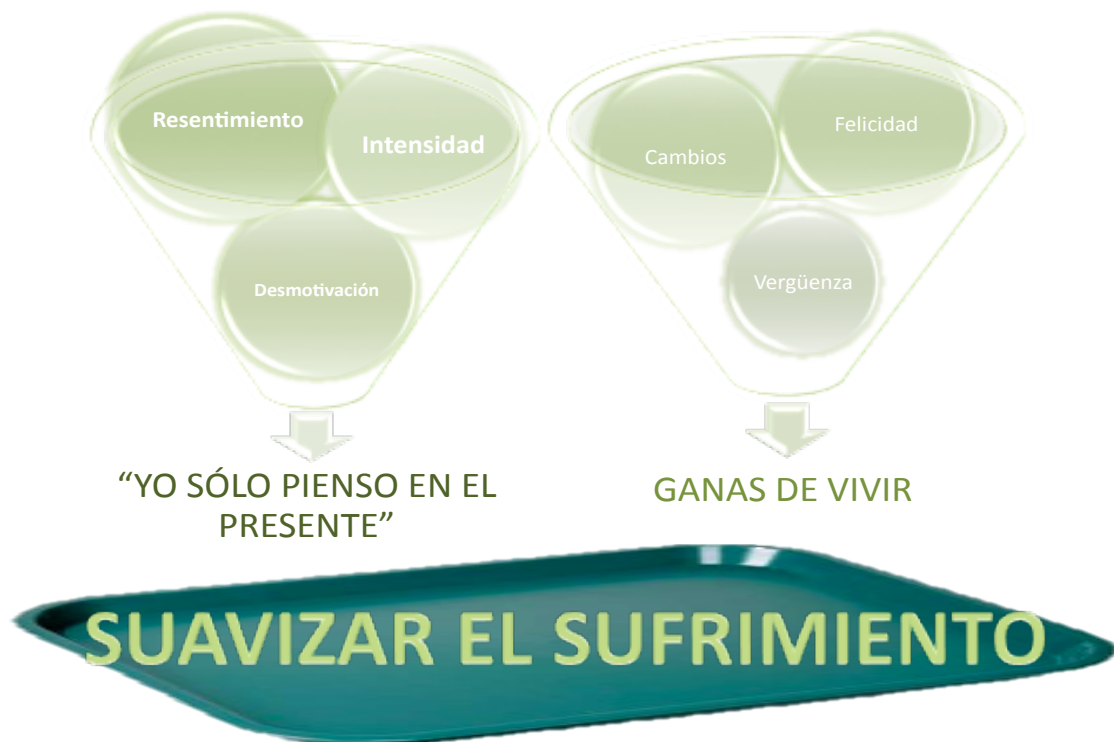 Resentimiento
Intensidad
Desmotivación
“YO SÓLO PIENSO EN EL
PRESENTE”
Cambios
Felicidad
Vergüenza
GANAS DE VIVIR
SUAVIZAR EL SUFRIMIENTO